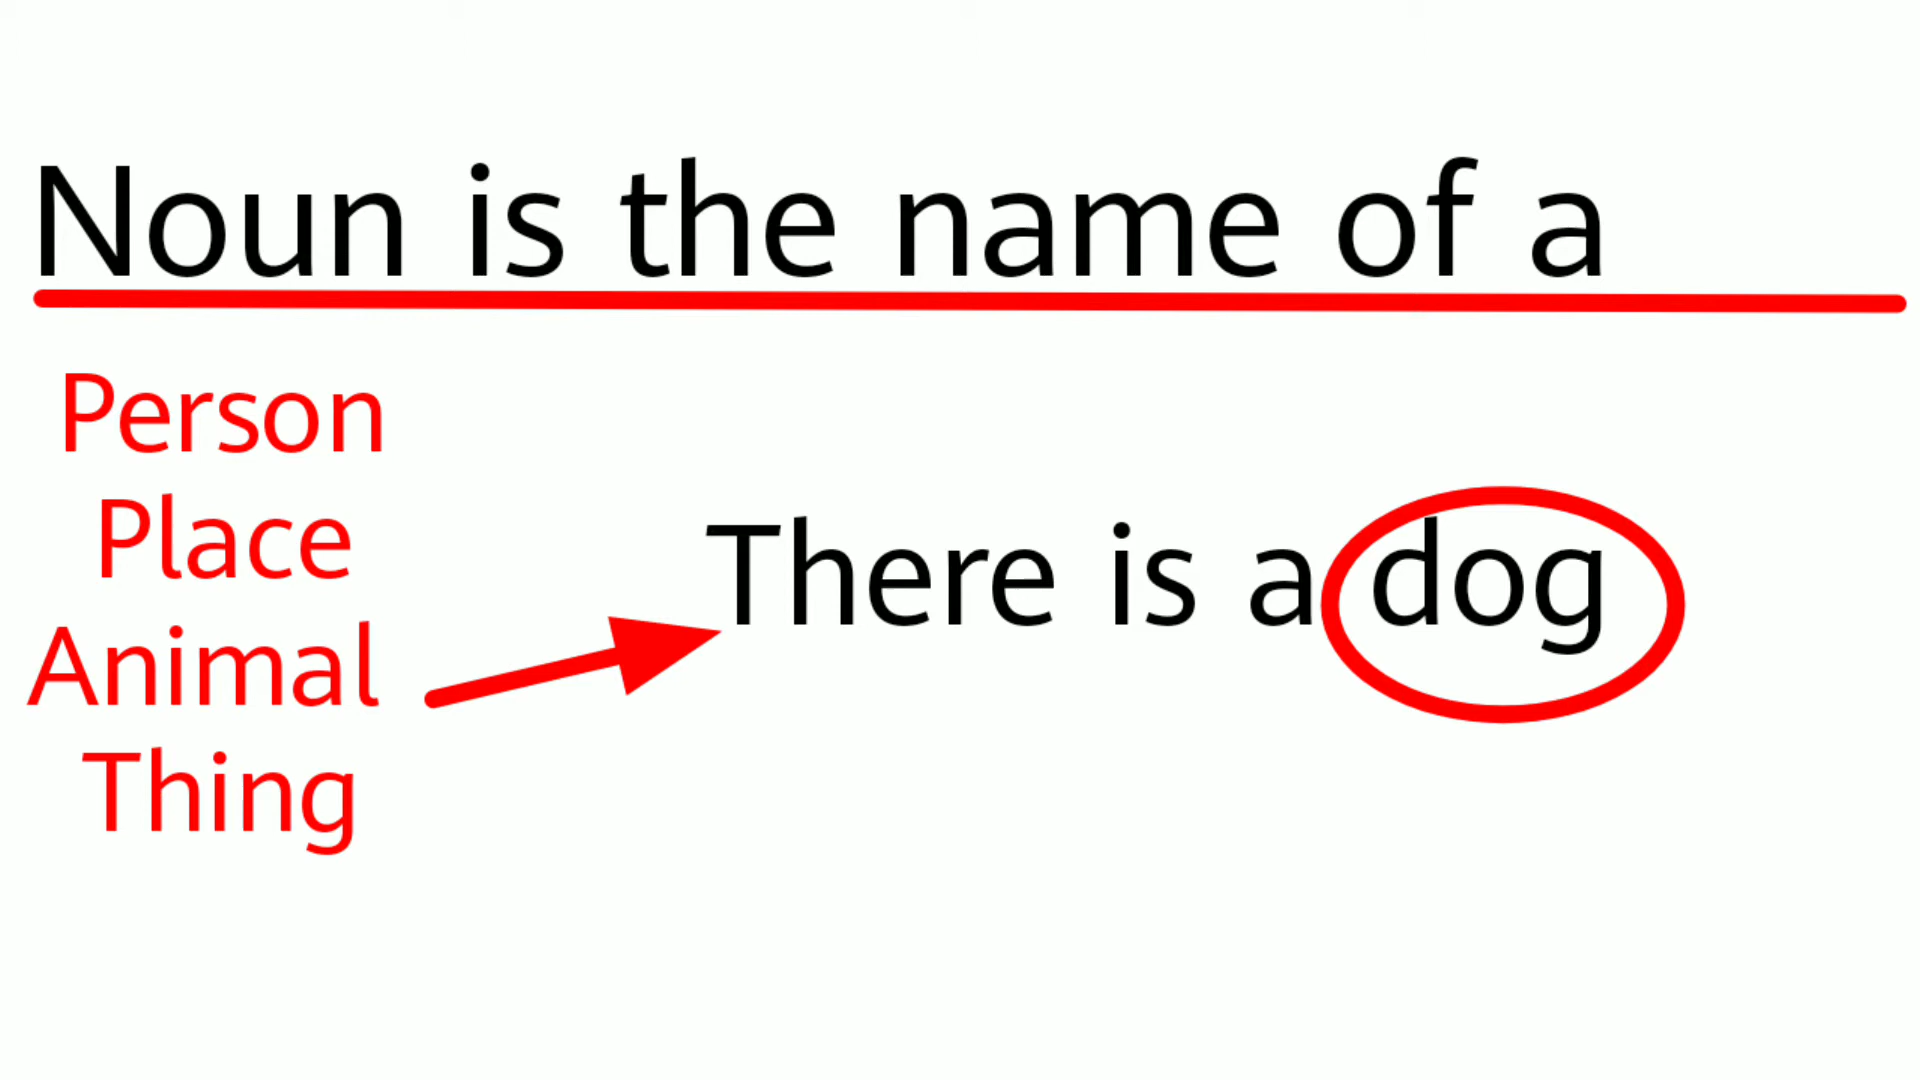 Noun is the name of a
Person
Place
Animal
Thing
There is a dog